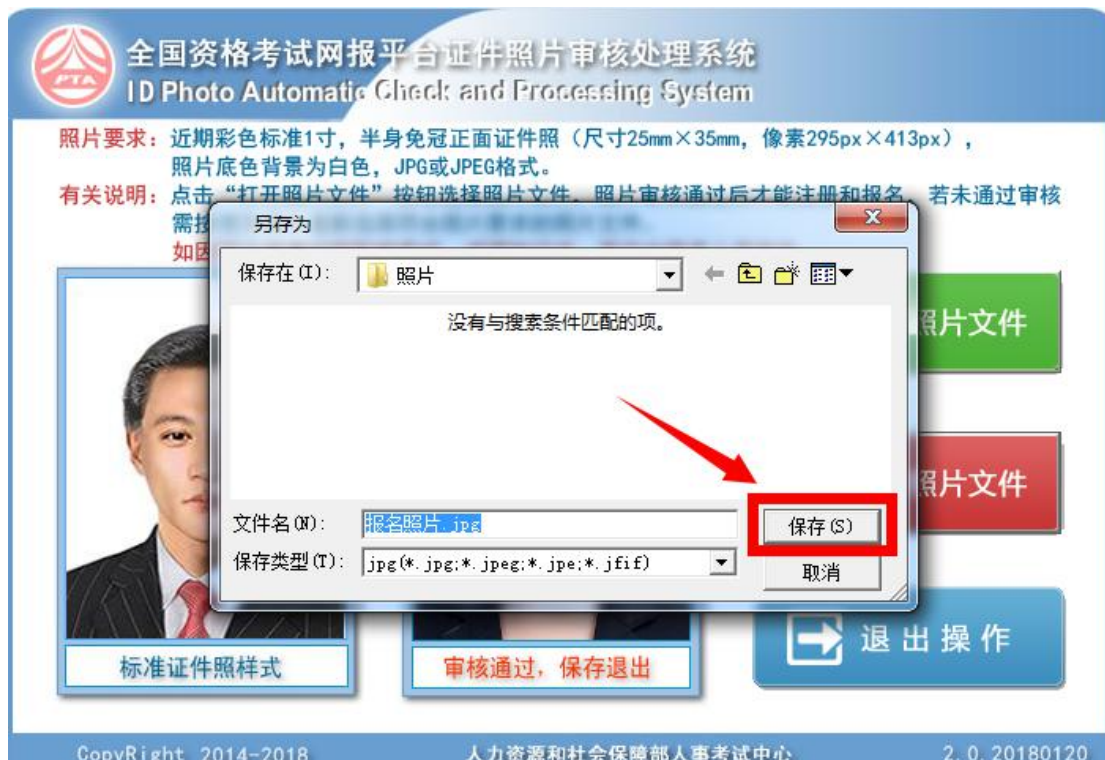 PTA
全国资格考试网报平台证件照片审核处理系统
ID Photo Automatic Check and Processing System
照片要求：近期彩色标准1寸，半身免冠正面证件照（尺寸25mm×35mm，像素295px×413px），
照片底色背景为白色，JPG或JPEG格式。
有关说明：点击“打开照片文件”按钮选择照片文件，照片审核通过后才能注册和报名，若未通过审核
需按
如因
另存为
X
保存在(I):
照片
没有与搜索条件匹配的项。
照片文件
照片文件
文件名(N):
报名照片.jpg
保存(S)
保存类型(T):
jpg(*.jpg;*.jpeg;*.jpe;*.jfif)
取消
退出操作
标准证件照样式
审核通过，保存退出
CopyRight 2014-2018
人力资源和社会保障部人事考试中心
2.0.20180120